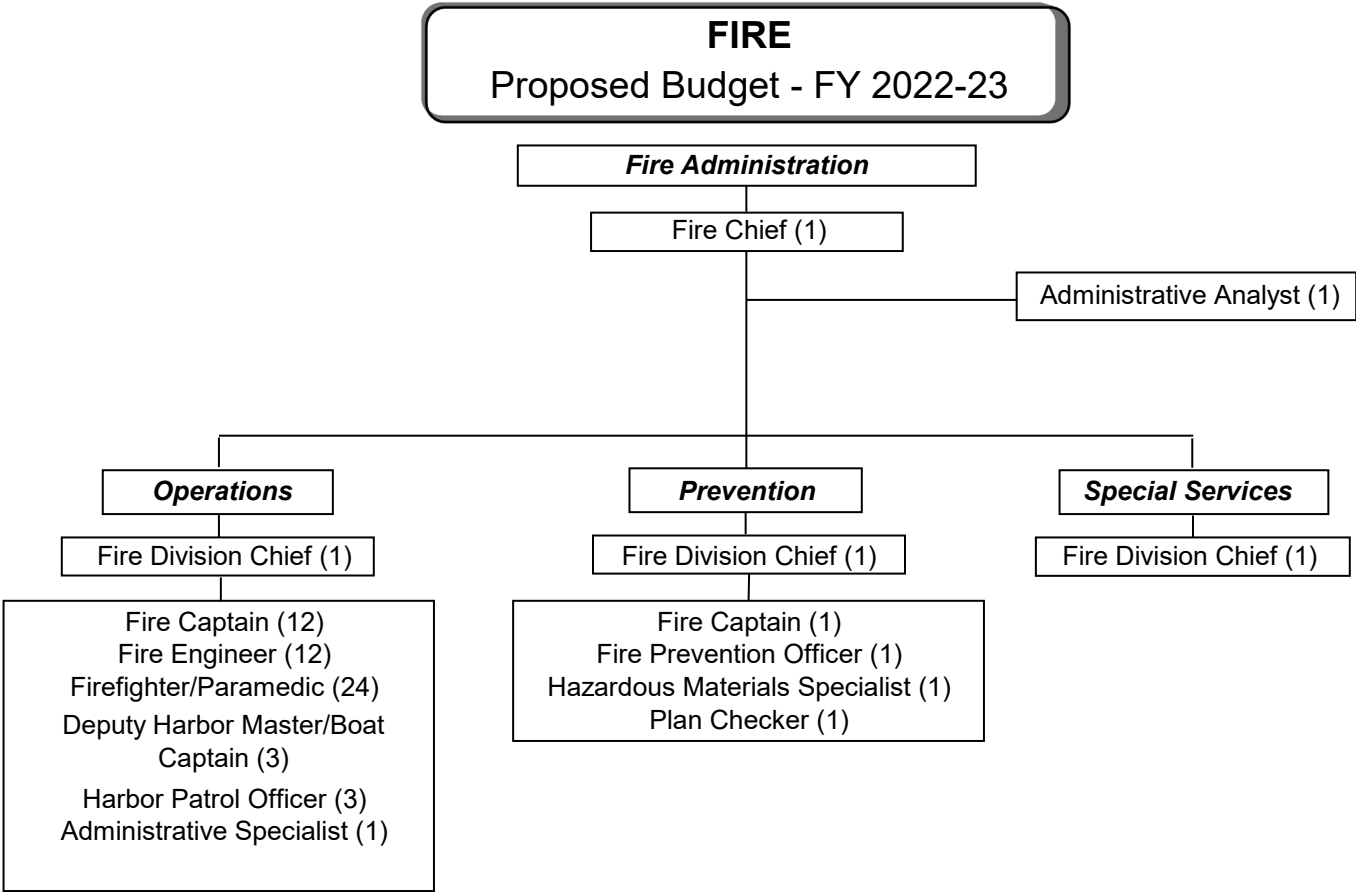 FIRE
Proposed Budget - FY 2022-23
Fire Administration
Fire Chief (1)
Administrative Analyst (1)
Operations
Fire Division Chief (1)
Fire Captain (12)
Fire Engineer (12)
Firefighter/Paramedic (24)
Deputy Harbor Master/Boat
Captain (3)
Harbor Patrol Officer (3)
Administrative Specialist (1)
Prevention
Fire Division Chief (1)
Fire Captain (1)
Fire Prevention Officer (1)
Hazardous Materials Specialist (1)
Plan Checker (1)
Special Services
Fire Division Chief (1)